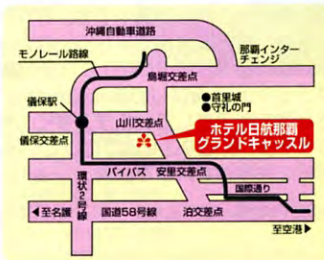 沖縄自動車道路
モノレール路線
那覇インター
チェンジ
鳥堀交差点
儀保駅
●首里城
●守礼の門
山川交差点
儀保交差点
ホテル日航那覇
グランドキャッスル
バイパス 安里交差点
環状2号線
国際通り
◀至名護 国道58号線 泊交差点
至空港▶